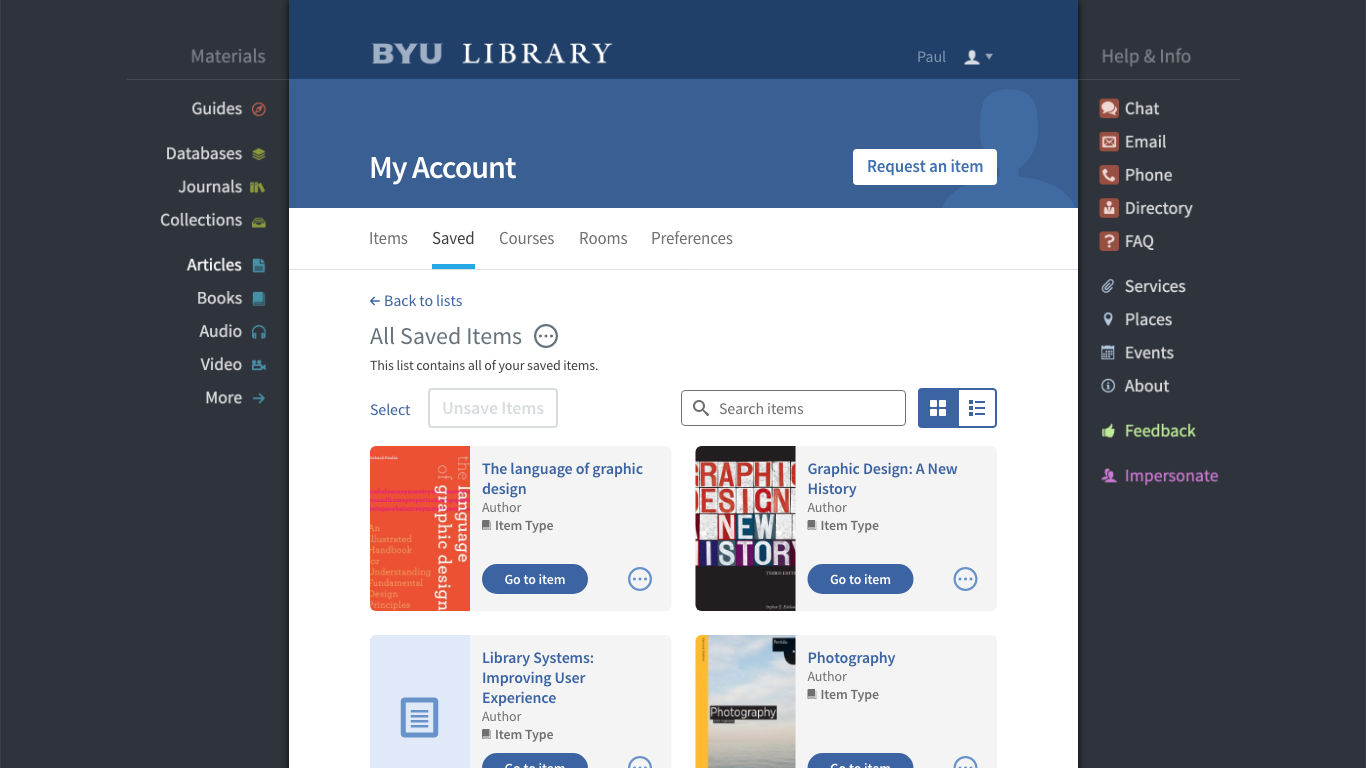 Materials
Guides
Databases
Journals
Collections
Articles
Books
Audio
Video
More
BYU LIBRARY
Paul
My Account
Request an item
Items Saved Courses Rooms Preferences
Back to lists
All Saved Items
This list contains all of your saved items.
Select
Unsave Items
Search items
the language
of graphic design
An
Illustrated
Handbook
for
Understanding
Fundamental
Design
Principles
The language of graphic
design
Author
Item Type
Go to item
GRAPHIC
DESIGN
NEW
HISTORY
THIRD EDITION
Graphic Design: A New
History
Author
Item Type
Go to item
Library Systems:
Improving User
Experience
Author
Item Type
Go to item
Photography
Photography
Author
Item Type
Go to item
Help & Info
Chat
Email
Phone
Directory
FAQ
Services
Places
Events
About
Feedback
Impersonate